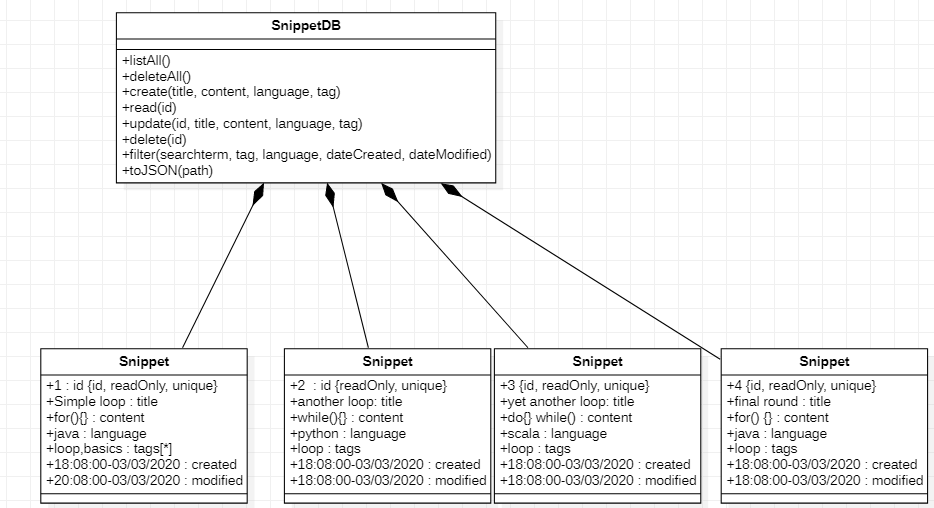 SnippetDB
+listAll()
+deleteAll()
+create(title, content, language, tag)
+read(id)
+update(id, title, content, language, tag)
+delete(id)
+filter(searchterm, tag, language, dateCreated, dateModified)
+toJSON(path)
Snippet
+1 : id {id, readOnly, unique}
+Simple loop : title
+for(){} : content
+java : language
+loop,basics : tags[*]
+18:08:00-03/03/2020 : created
+20:08:00-03/03/2020 : modified
Snippet
+2 : id {readOnly, unique}
+another loop: title
+while(){} : content
+python : language
+loop : tags
+18:08:00-03/03/2020 : created
+18:08:00-03/03/2020 : modified
Snippet
+3 {id, readOnly, unique}
+yet another loop: title
+do{} while() : content
+scala : language
+loop : tags
+18:08:00-03/03/2020 : created
+18:08:00-03/03/2020 : modified
Snippet
+4 {id, readOnly, unique}
+final round : title
+for() {} : content
+java : language
+loop : tags
+18:08:00-03/03/2020 : created
+18:08:00-03/03/2020 : modified